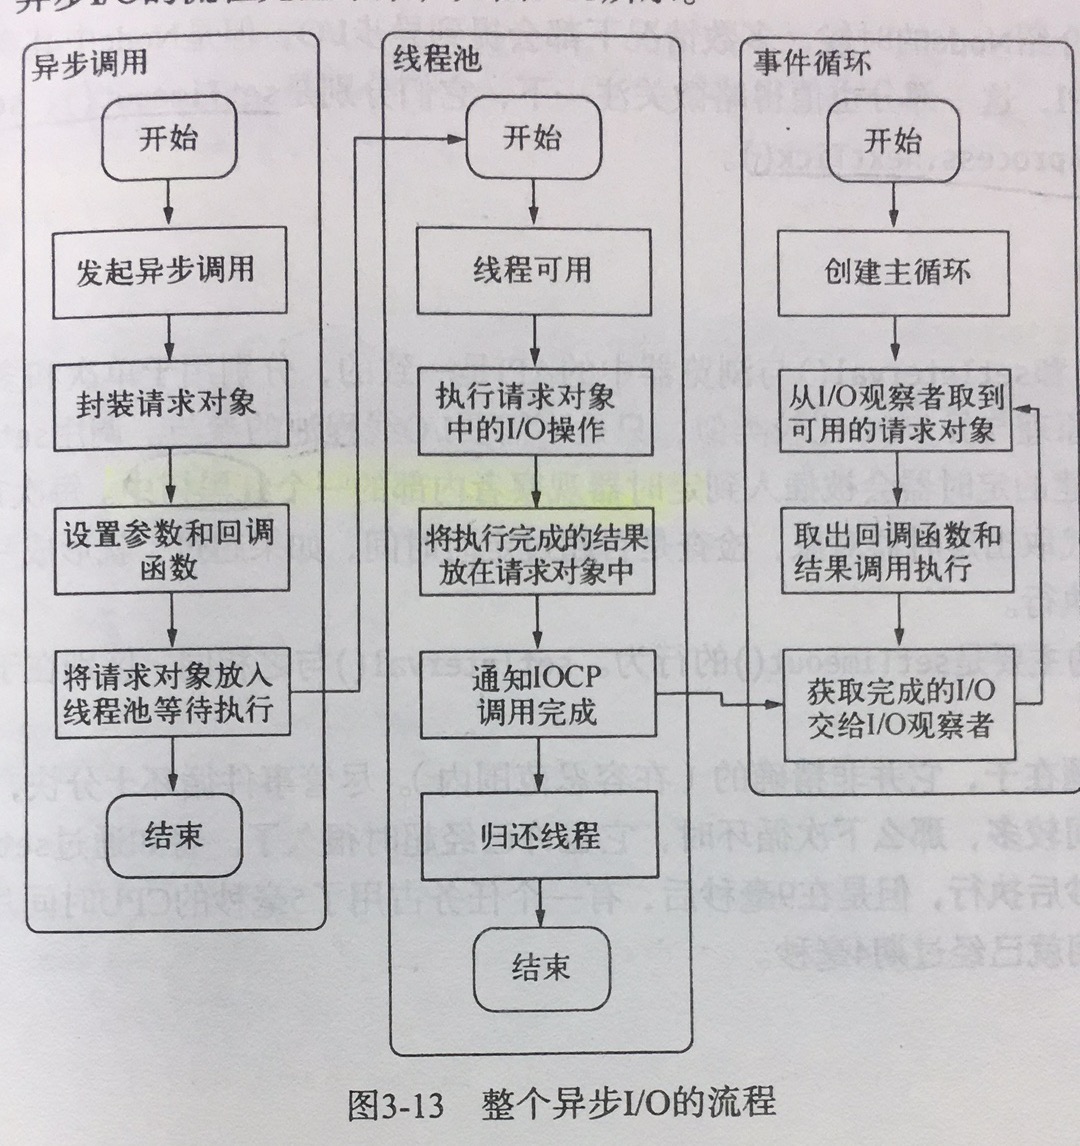 异步I/O的流程
异步调用
开始
发起异步调用
封装请求对象
设置参数和回调
函数
将请求对象放入
线程池等待执行
结束
线程池
开始
线程可用
执行请求对象
中的I/O操作
将执行完成的结果
放在请求对象中
通知IOCP
调用完成
归还线程
结束
事件循环
开始
创建主循环
从I/O观察者取到
可用的请求对象
取出回调函数和
结果调用执行
获取完成的I/O
交给I/O观察者
图3-13 整个异步I/O的流程